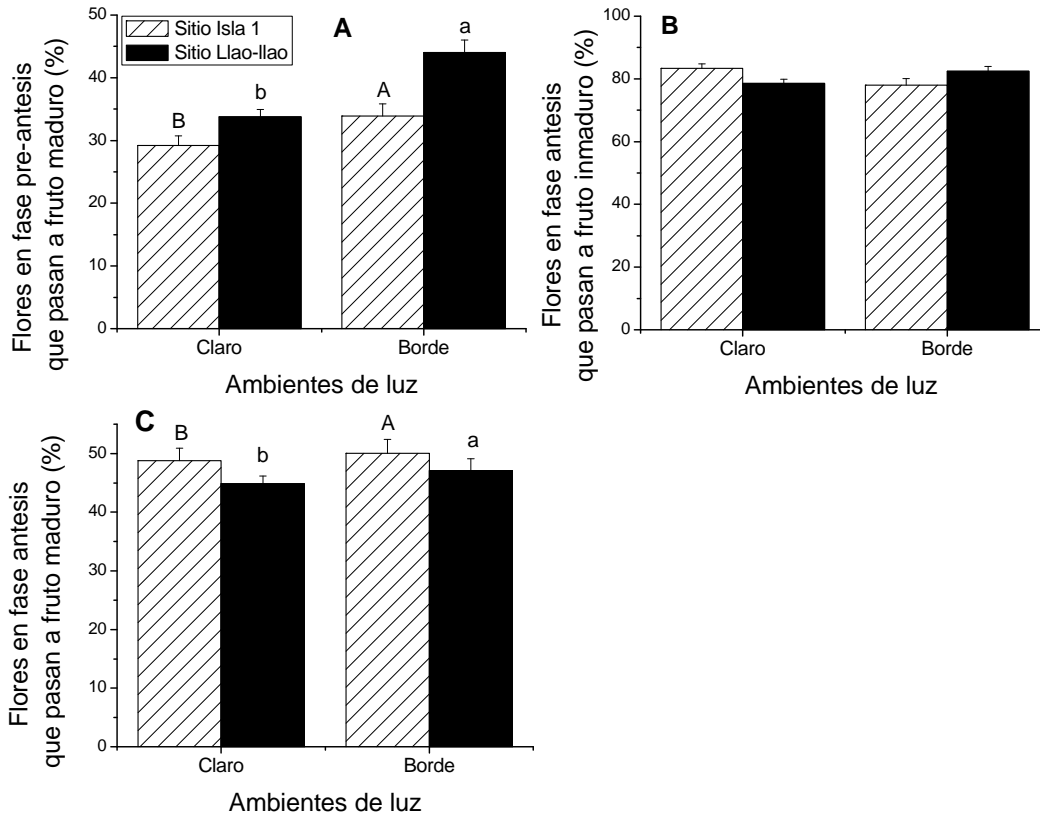 A
Sitio Isla 1
Sitio Llao-llao
50
40
30
20
10
0
B
b
A
a
Claro
Borde
Ambientes de luz
Flores en fase pre-antesis
que pasan a fruto maduro (%)
B
100
80
60
40
20
0
Claro
Borde
Ambientes de luz
Flores en fase antesis
que pasan a fruto inmaduro (%)
C
50
40
50
30
20
10
0
B
b
A
a
Claro
Borde
Ambientes de luz
Flores en fase antesis
que pasan a fruto maduro (%)